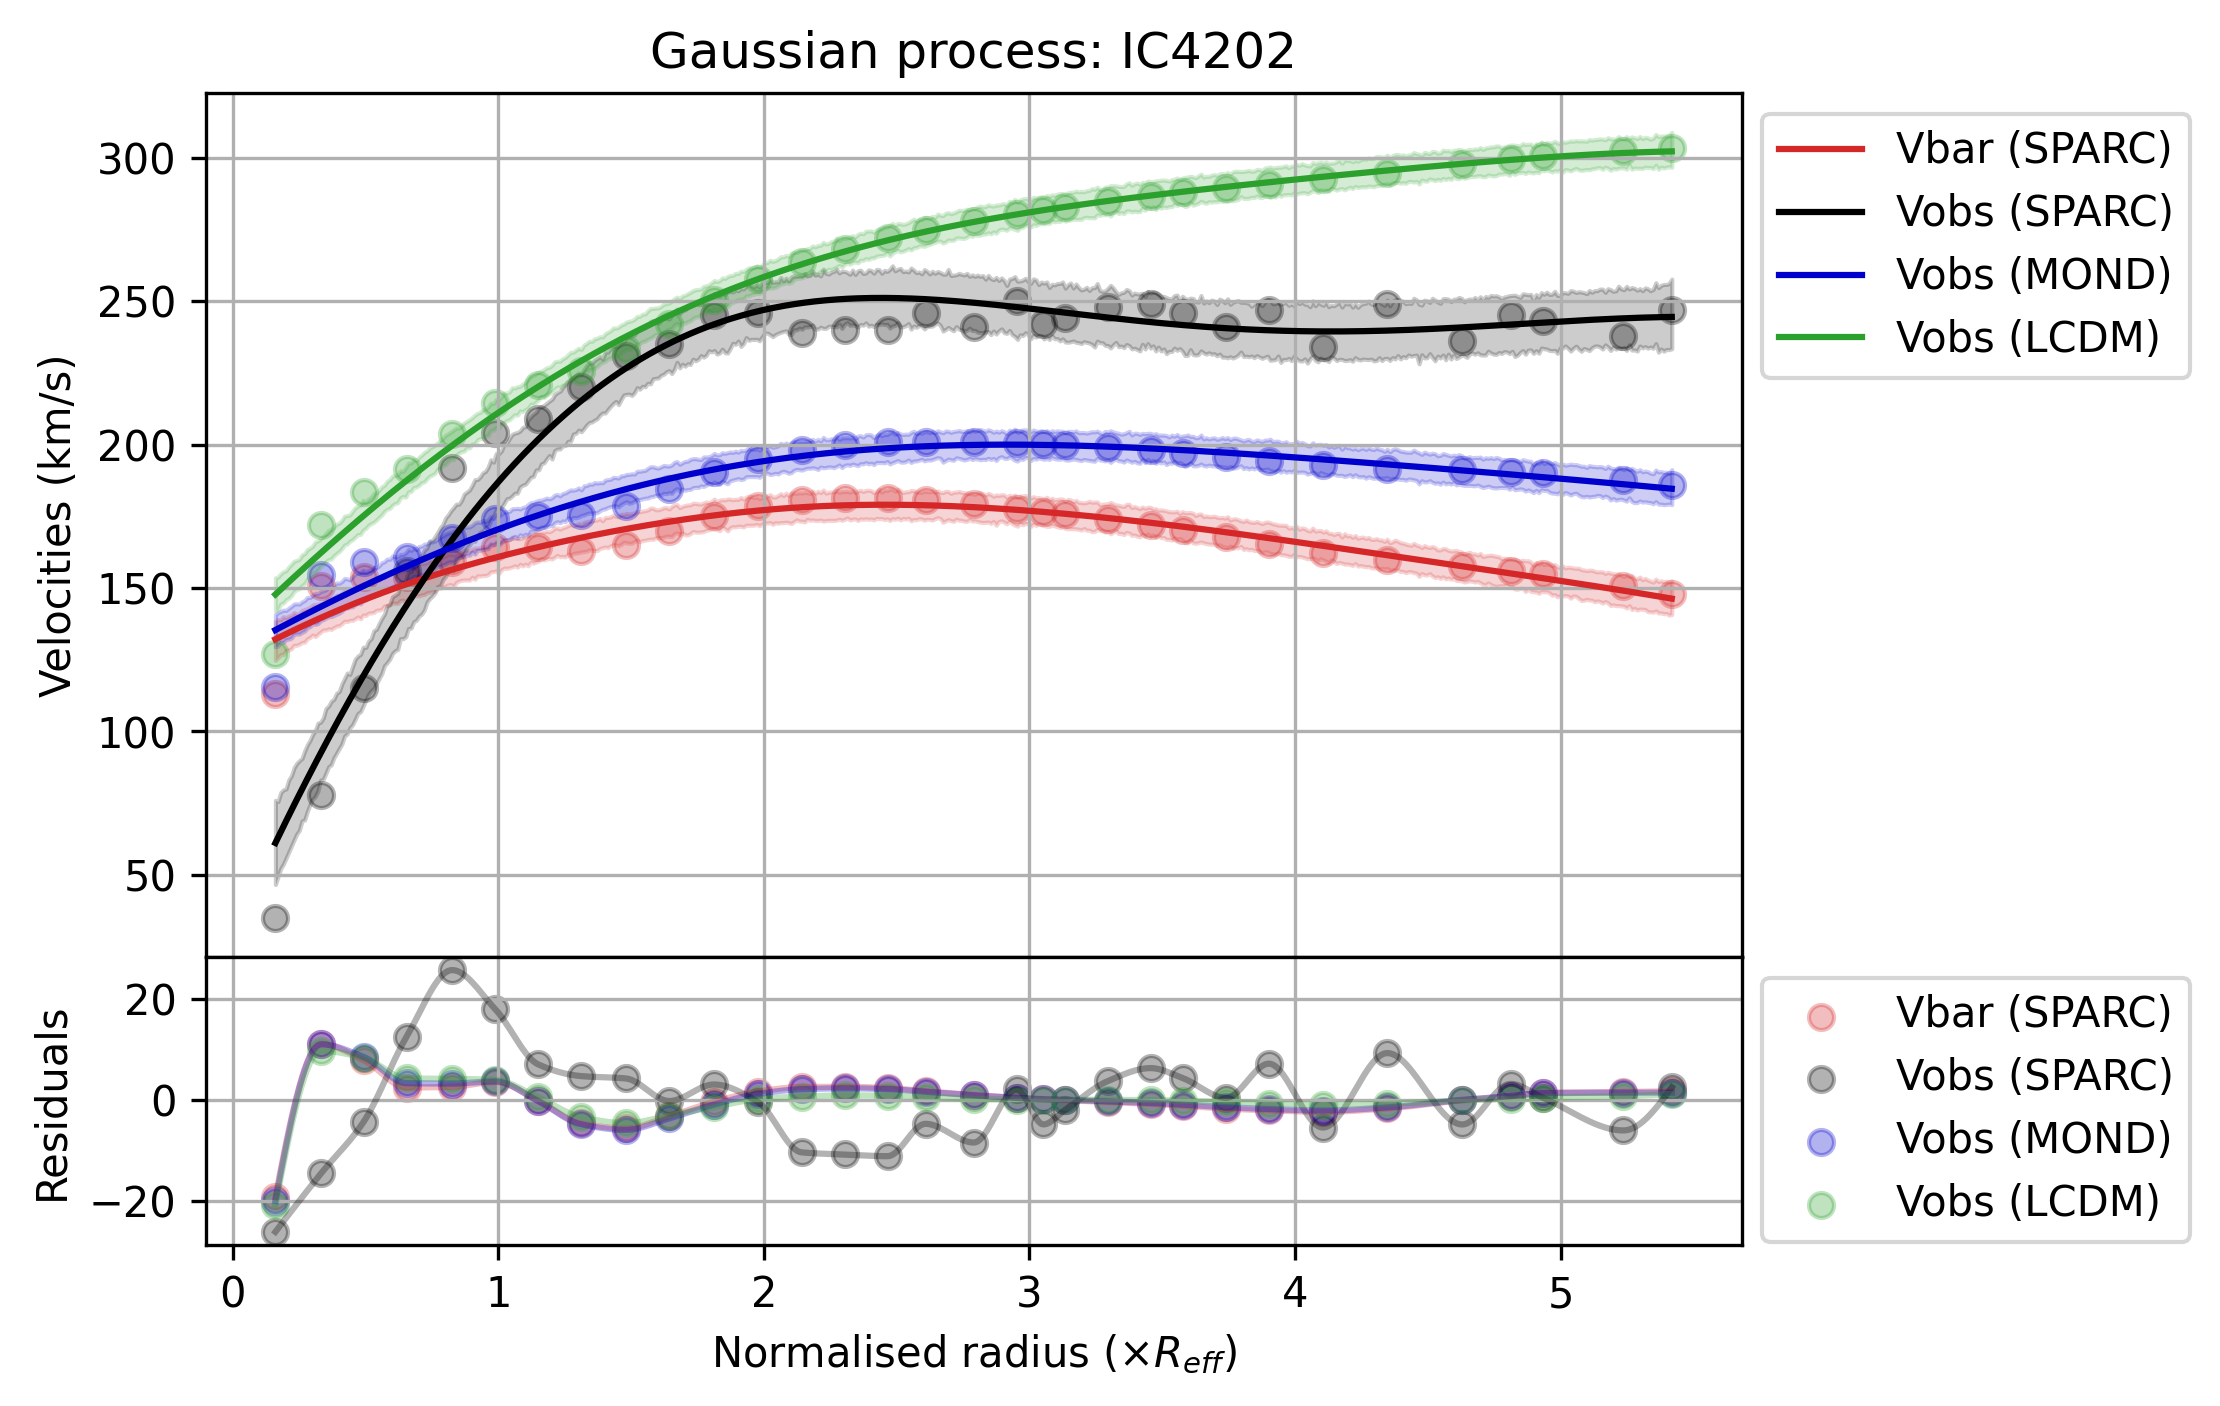 Gaussian process: IC4202
Velocities (km/s)
300
250
200
150
100
50
Vbar (SPARC)
Vobs (SPARC)
Vobs (MOND)
Vobs (LCDM)
Residuals
20
0
−20
Vbar (SPARC)
Vobs (SPARC)
Vobs (MOND)
Vobs (LCDM)
0 1 2 3 4 5
Normalised radius (×R_eff)